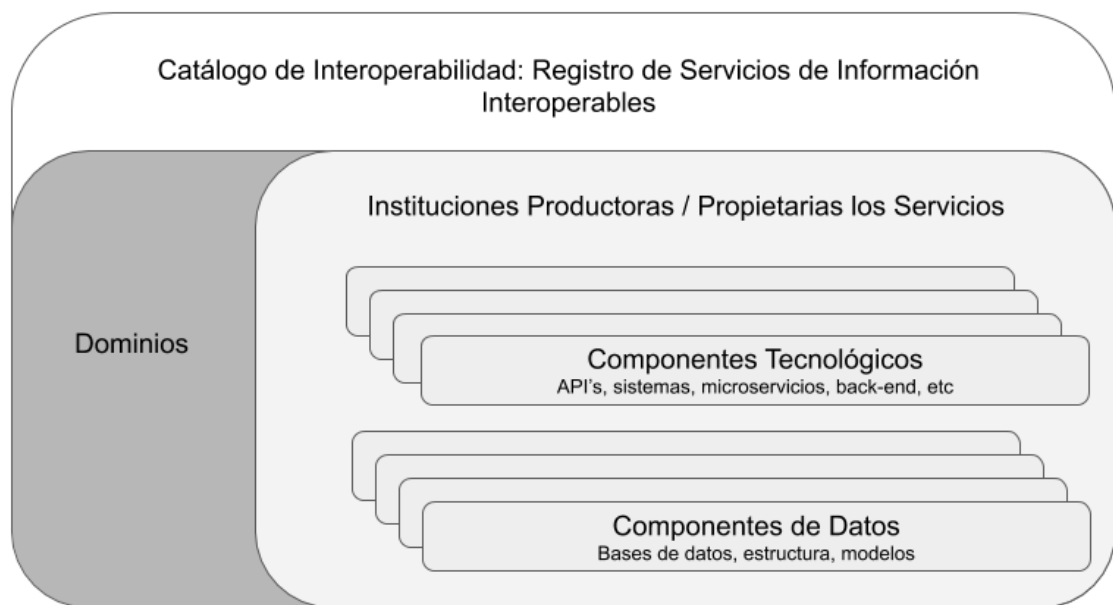 Catálogo de Interoperabilidad: Registro de Servicios de Información
Interoperables
Instituciones Productoras / Propietarias los Servicios
Dominios
Componentes Tecnológicos
API's, sistemas, microservicios, back-end, etc
Componentes de Datos
Bases de datos, estructura, modelos